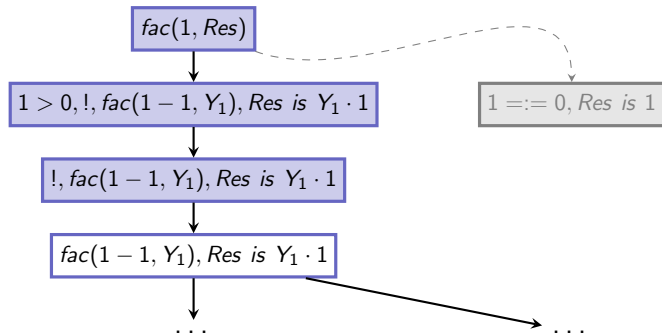 fac(1, Res)
1 > 0, !, fac(1 − 1, Y₁), Res is Y₁ · 1
1 =:= 0, Res is 1
!, fac(1 − 1, Y₁), Res is Y₁ · 1
fac(1 − 1, Y₁), Res is Y₁ · 1
. . .
. . .